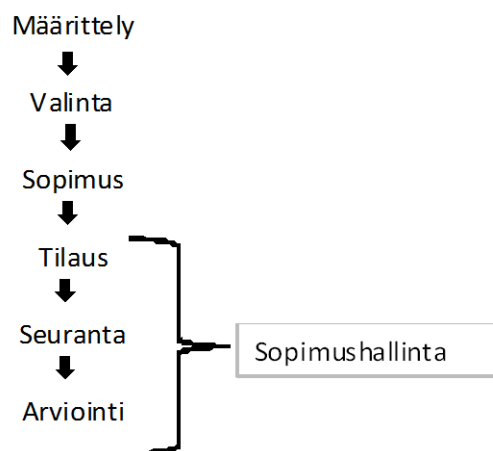 Määrittely
Valinta
Sopimus
Tilaus
Seuranta
Sopimushallinta
Arviointi